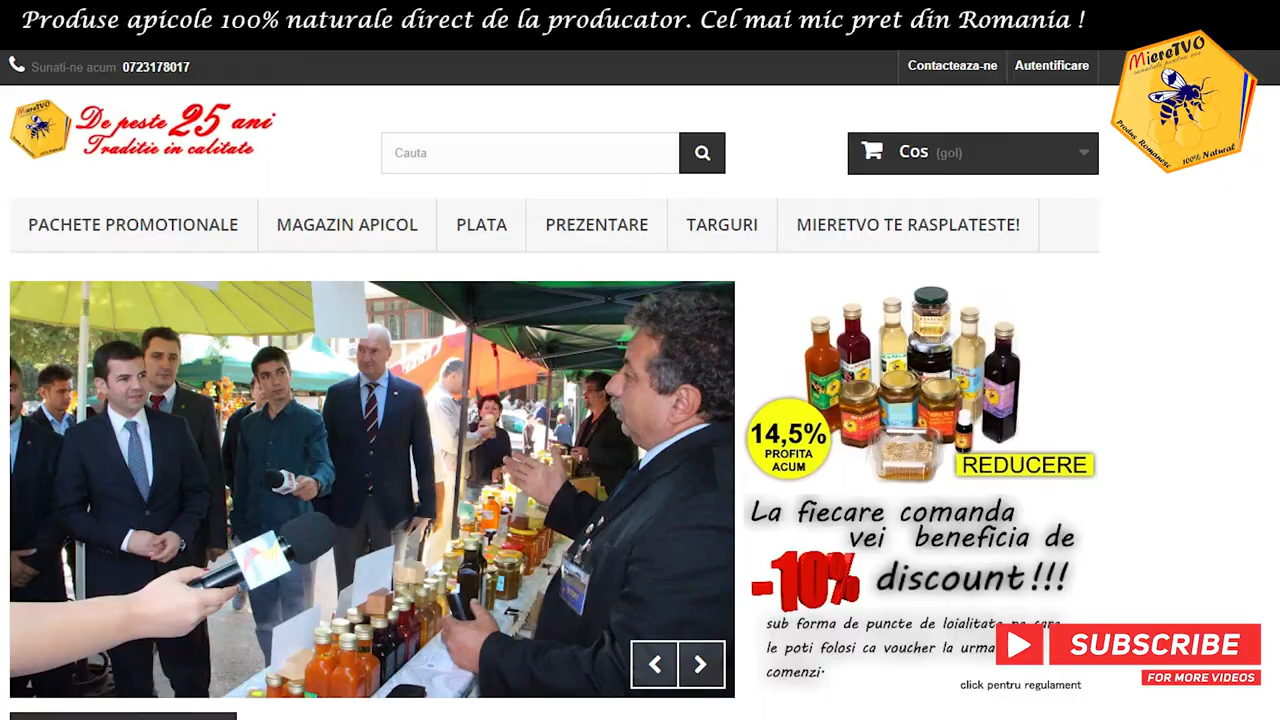 Produse apicole 100% naturale direct de la producator. Cel mai mic pret din Romania !
Sunati-ne acum 0723178017
Contacteaza-ne
Autentificare
MiereTVO
sanatate pentru voi
Produs Romanesc
100% Natural
MiereTVO
De peste 25 ani
Traditie in calitate
Cauta
Cos (gol)
PACHETE PROMOTIONALE
MAGAZIN APICOL
PLATA
PREZENTARE
TARGURI
MIERETVO TE RASPLATESTE!
14,5%
PROFITA
ACUM
REDUCERE
La fiecare comanda
vei beneficia de
-10% discount!!!
sub forma de puncte de loialitate pe care
le poti folosi ca voucher la urma
comenzi.
click pentru regulament
SUBSCRIBE
FOR MORE VIDEOS